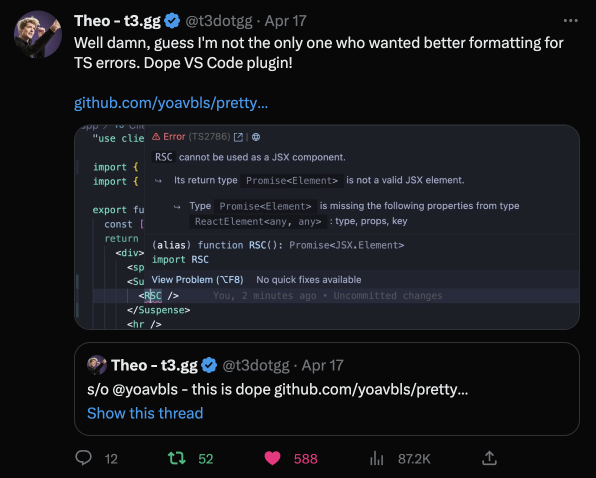 Theo - t3.gg @t3dotgg · Apr 17
Well damn, guess I'm not the only one who wanted better formatting for
TS errors. Dope VS Code plugin!
github.com/yoavbls/pretty…
"use clie
Error (TS2786)
RSC cannot be used as a JSX component.
import {
↪ Its return type Promise<Element> is not a valid JSX element.
import {
↪ Type Promise<Element> is missing the following properties from type
export fu
ReactElement<any, any> : type, props, key
const [
return
(alias) function RSC(): Promise<JSX.Element>
<div>
import RSC
<sp
<Su
View Problem (⌥F8) No quick fixes available
<RSC /> You, 2 minutes ago • Uncommitted changes
</Suspense>
<hr />
Theo - t3.gg @t3dotgg · Apr 17
s/o @yoavbls - this is dope github.com/yoavbls/pretty…
Show this thread
12 52 588 87.2K